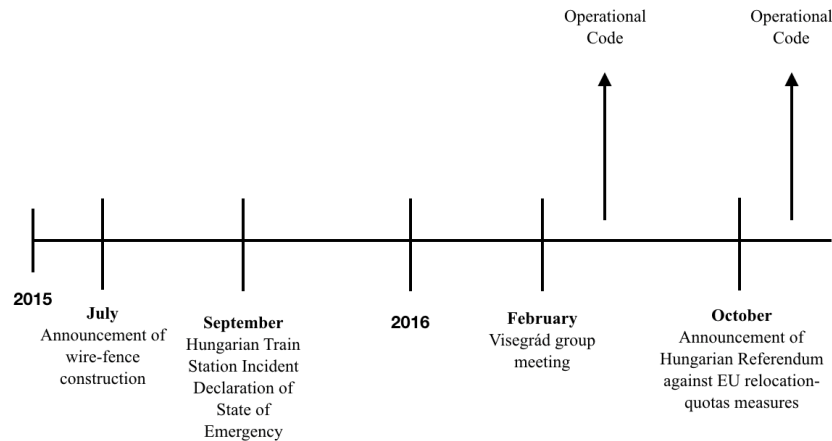 Operational
Code
Operational
Code
2015
July
Announcement of
wire-fence
construction
September
Hungarian Train
Station Incident
Declaration of
State of
Emergency
2016
February
Visegrád group
meeting
October
Announcement of
Hungarian Referendum
against EU relocation-
quotas measures